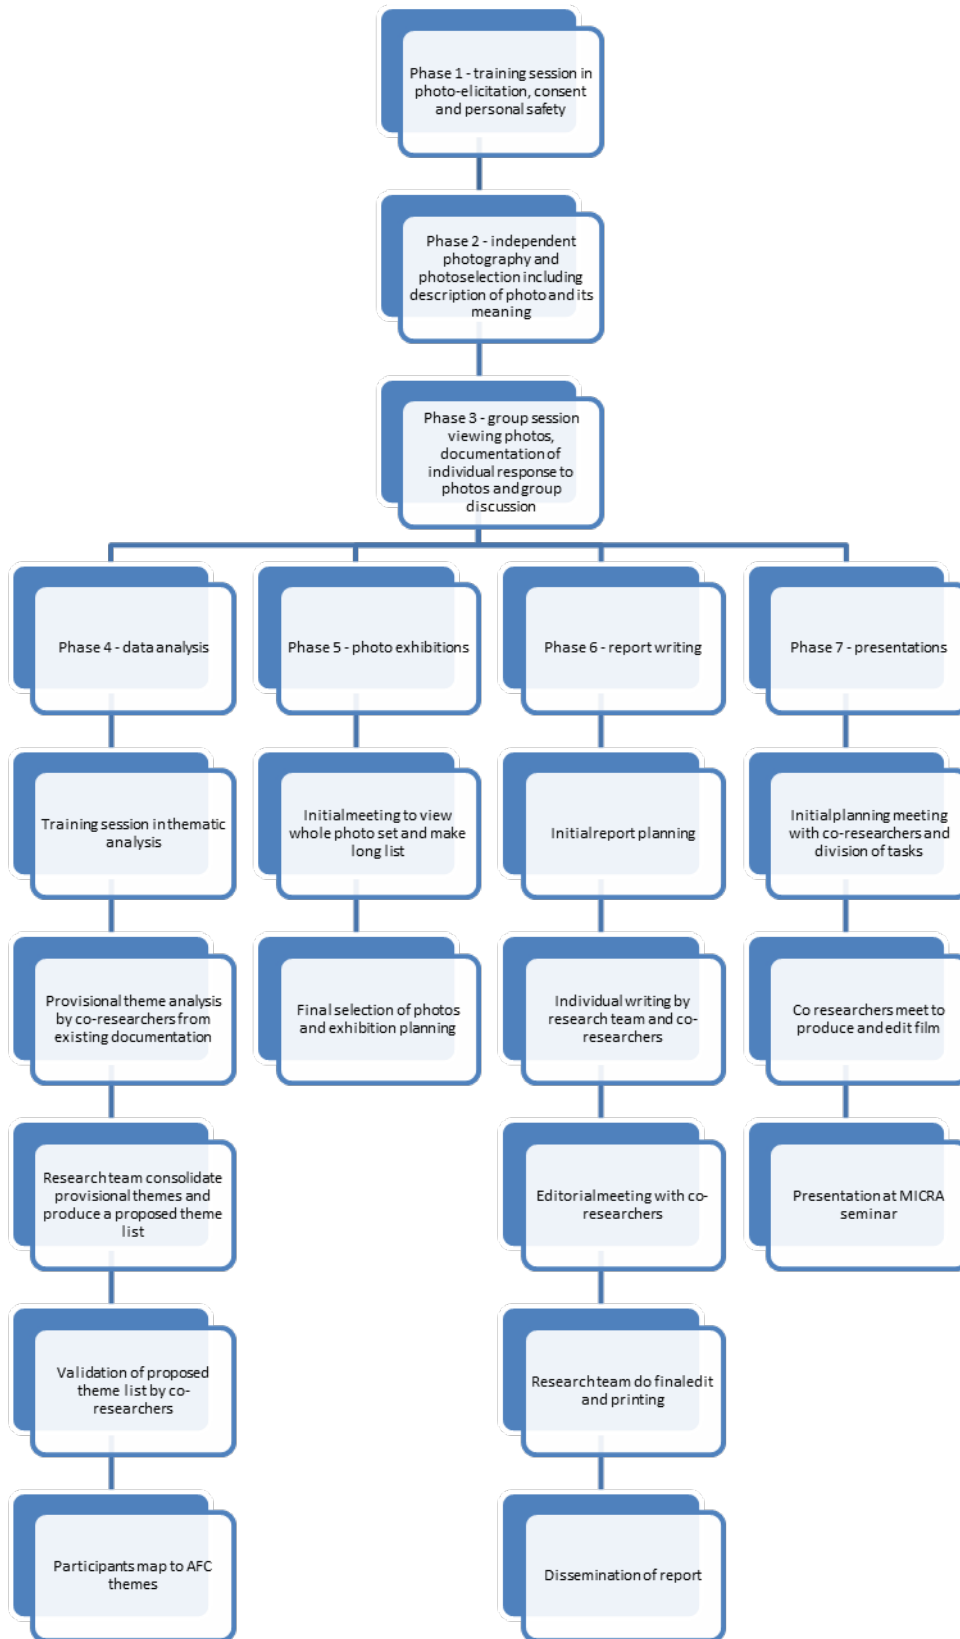 Phase 1 - training session in
photo-elicitation, consent
and personal safety
Phase 2 - independent
photography and
photoselection including
description of photo and its
meaning
Phase 3 - group session
viewing photos,
documentation of
individual response to
photos and group
discussion
Phase 4 - data analysis
Phase 5 - photo exhibitions
Phase 6 - report writing
Phase 7 - presentations
Training session in thematic
analysis
Initial meeting to view
whole photo set and make
long list
Initial report planning
Initial planning meeting
with co-researchers and
division of tasks
Provisional theme analysis
by co-researchers from
existing documentation
Final selection of photos
and exhibition planning
Individual writing by
research team and co-
researchers
Co researchers meet to
produce and edit film
Research team consolidate
provisional themes and
produce a proposed theme
list
Editorial meeting with co-
researchers
Presentation at MICRA
seminar
Validation of proposed
theme list by co-
researchers
Research team do final edit
and printing
Participants map to AFC
themes
Dissemination of report